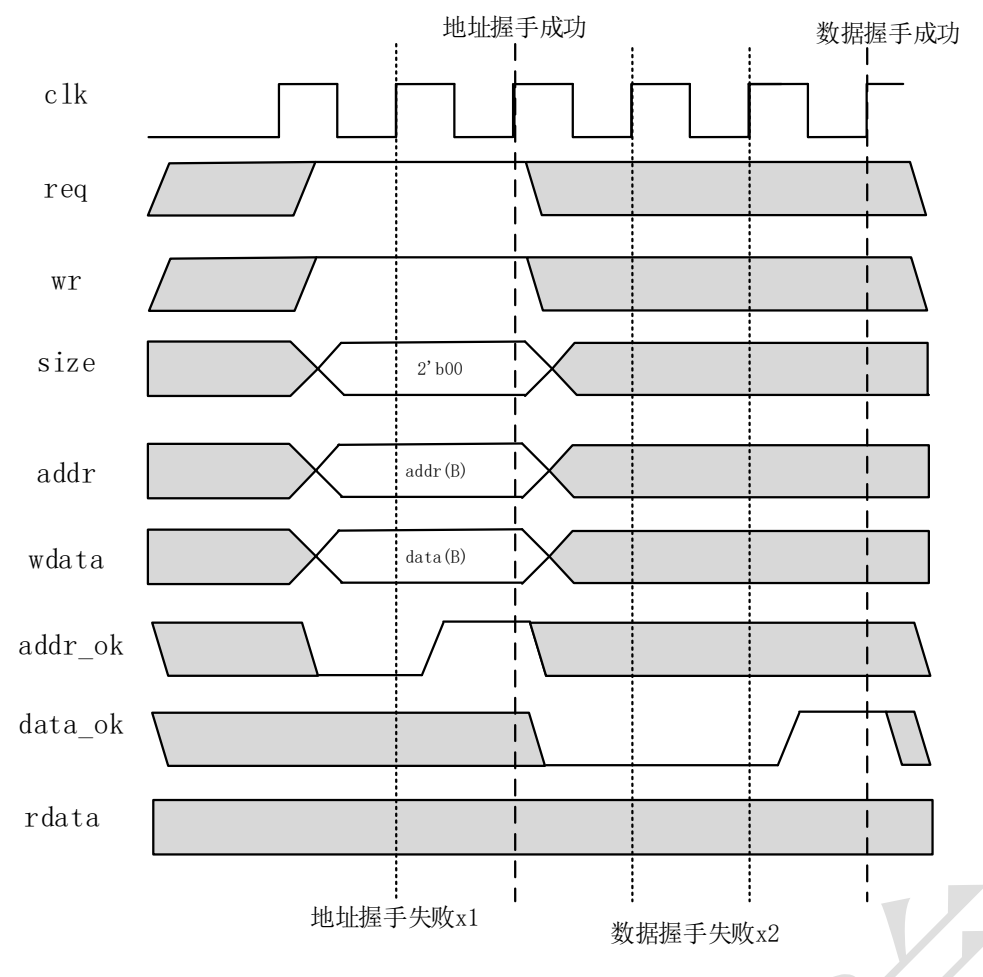 地址握手成功
数据握手成功
clk
req
wr
size
2'b00
addr
addr(B)
wdata
data(B)
addr_ok
data_ok
rdata
地址握手失败x1
数据握手失败x2